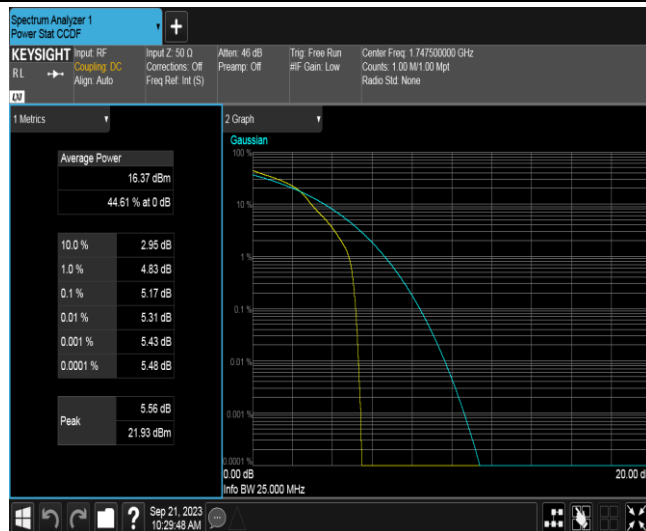 Spectrum Analyzer 1
Power Stat CCDF
+
KEYSIGHT
RL
LXI
Input: RF
Coupling: DC
Align: Auto
Input Z: 50 Ω
Corrections: Off
Freq Ref: Int (S)
Atten: 46 dB
Preamp: Off
Trig: Free Run
#IF Gain: Low
Center Freq: 1.747500000 GHz
Counts: 1.00 M/1.00 Mpt
Radio Std: None
1 Metrics
Average Power
16.37 dBm
44.61 % at 0 dB
10.0 % 2.95 dB
1.0 % 4.83 dB
0.1 % 5.17 dB
0.01 % 5.31 dB
0.001 % 5.43 dB
0.0001 % 5.48 dB
Peak
5.56 dB
21.93 dBm
2 Graph
Gaussian
100 %
10 %
1 %
0.1 %
0.01 %
0.001 %
0.0001 %
0.00 dB 20.00 d
Info BW 25.000 MHz
?
Sep 21, 2023
10:29:48 AM